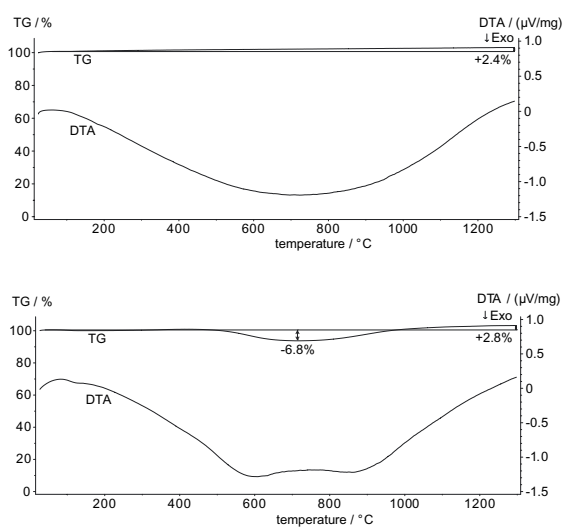 TG / %
DTA / (µV/mg)
↓Exo
1.0
100
TG
+2.4%
0.5
80
0
60
DTA
-0.5
40
-1.0
20
0
-1.5
200 400 600 800 1000 1200
temperature / °C
TG / %
DTA / (µV/mg)
↓Exo
1.0
100
TG
-6.8%
+2.8%
0.5
80
0
60
DTA
-0.5
40
-1.0
20
0
-1.5
200 400 600 800 1000 1200
temperature / °C